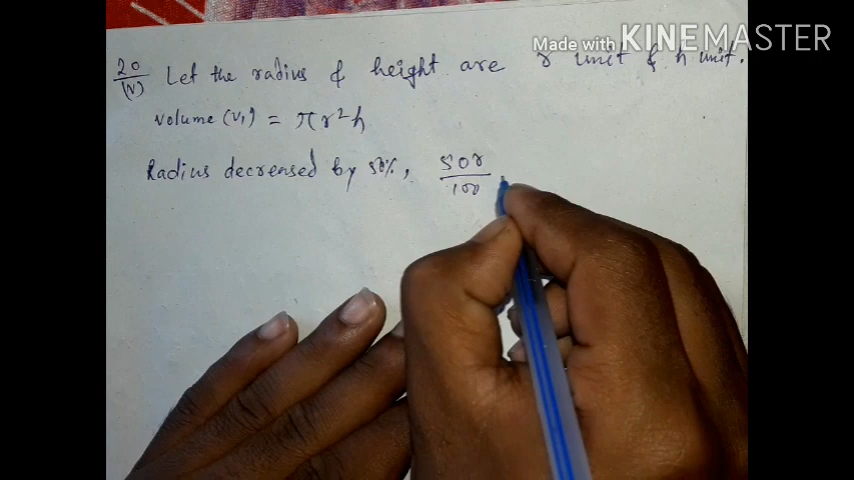 Made with KINEMASTER
20/(v) Let the radius & height are r unit & h unit.
volume (v₁) = πr²h
Radius decreased by 50%, 50r/100